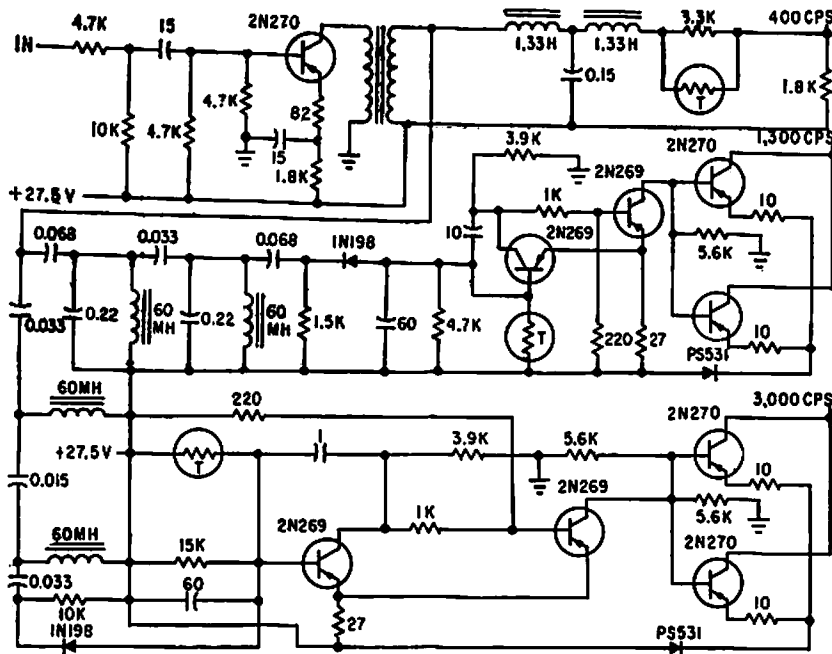 4.7K 15 2N270 1.33H 1.33H 3.3K 400 CPS
IN
0.15
4.7K 82 T 1.8K
10K 4.7K
15 3.9K 2N270 1,300 CPS
1.8K 2N269
+27.5V 1K 10
0.068 0.033 0.068 1N198 10 2N269
5.6K
0.033 0.22 60 MH 0.22 60 MH 1.5K 60 4.7K T 220 27 10
PS531
60MH 220 2N270 3,000 CPS
+27.5V T 1 3.9K 5.6K
0.015 10
2N269 1K 2N269 5.6K
60MH 15K 2N270
0.033 60
10K 27 10
1N198 PS531